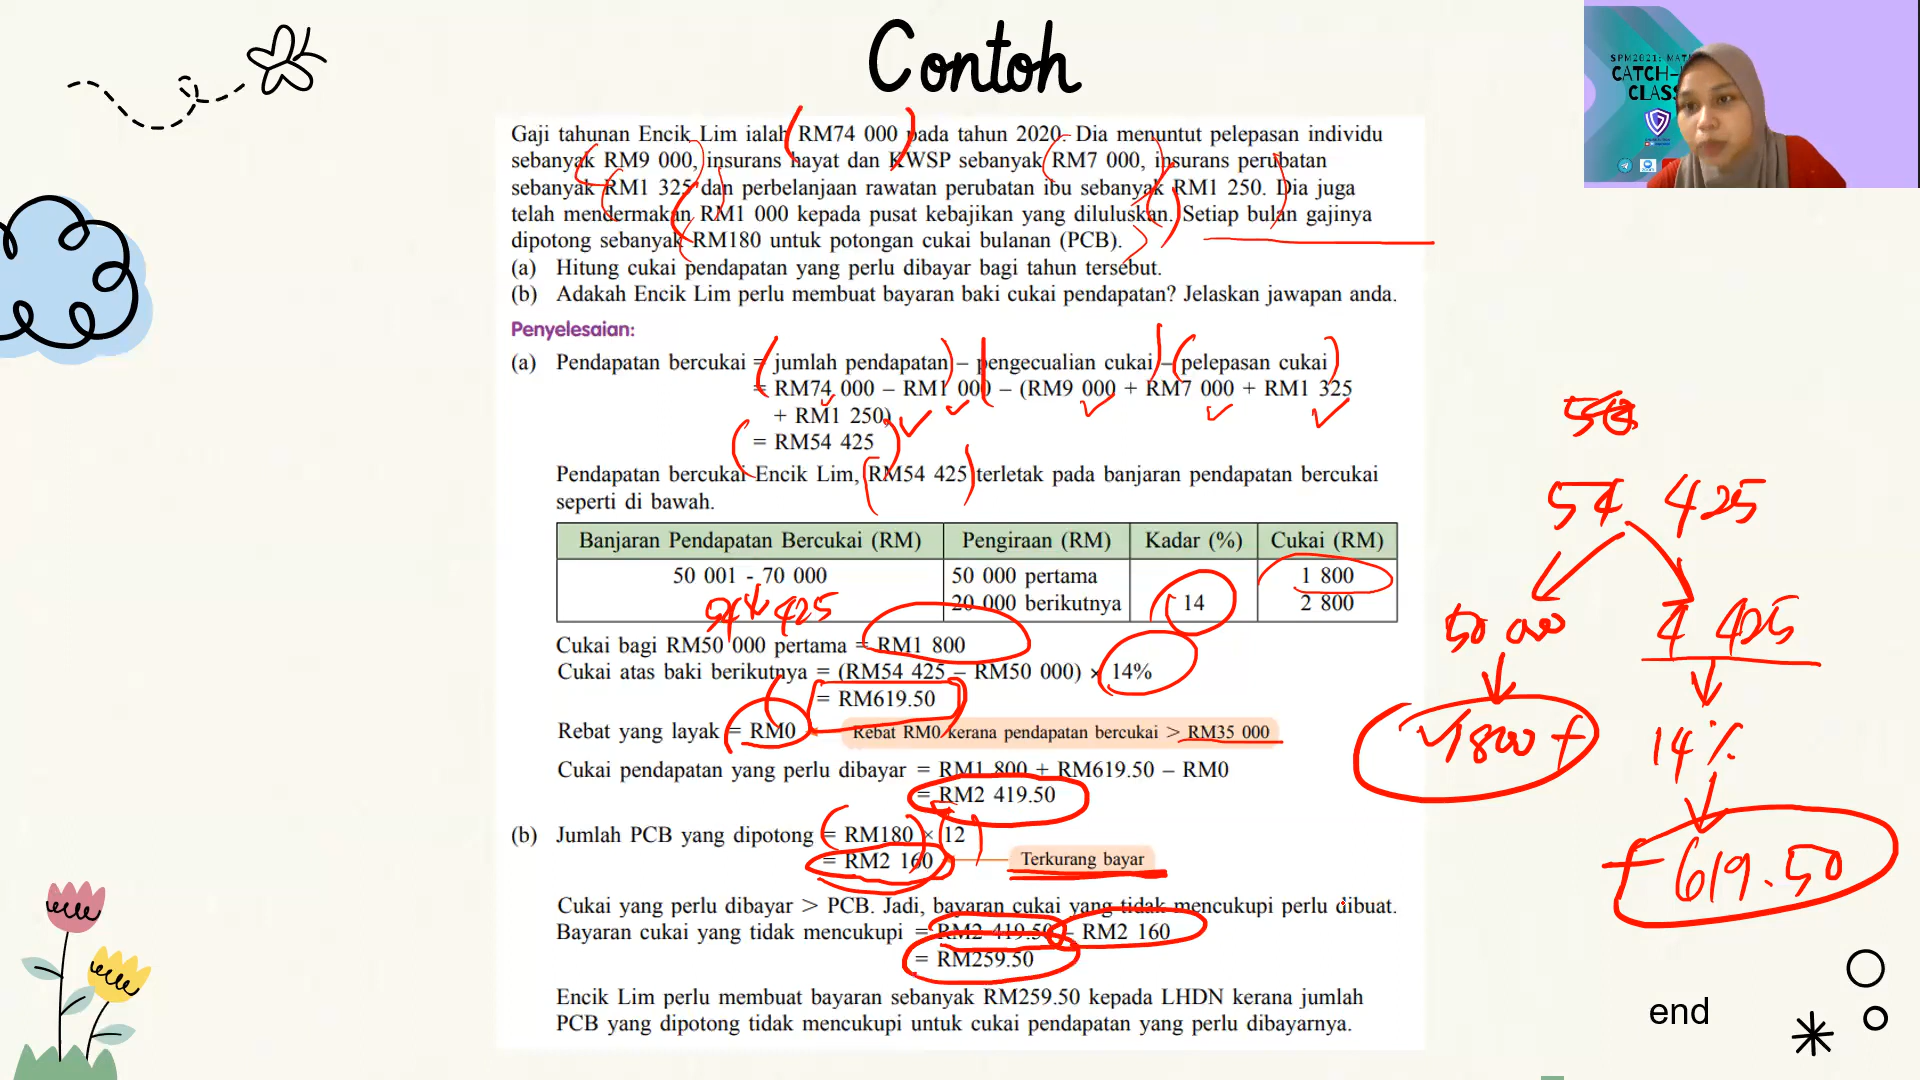 Contoh
SPM2021: MAT
CATCH-
CLASS
Gaji tahunan Encik Lim ialah RM74 000 pada tahun 2020. Dia menuntut pelepasan individu
sebanyak RM9 000, insurans hayat dan KWSP sebanyak RM7 000, insurans perubatan
sebanyak RM1 325 dan perbelanjaan rawatan perubatan ibu sebanyak RM1 250. Dia juga
telah mendermakan RM1 000 kepada pusat kebajikan yang diluluskan. Setiap bulan gajinya
dipotong sebanyak RM180 untuk potongan cukai bulanan (PCB).
(a) Hitung cukai pendapatan yang perlu dibayar bagi tahun tersebut.
(b) Adakah Encik Lim perlu membuat bayaran baki cukai pendapatan? Jelaskan jawapan anda.
Penyelesaian:
(a) Pendapatan bercukai = jumlah pendapatan – pengecualian cukai – pelepasan cukai
= RM74 000 – RM1 000 – (RM9 000 + RM7 000 + RM1 325
+ RM1 250)
= RM54 425
Pendapatan bercukai Encik Lim, RM54 425 terletak pada banjaran pendapatan bercukai
seperti di bawah.
Banjaran Pendapatan Bercukai (RM) Pengiraan (RM) Kadar (%) Cukai (RM)
50 001 - 70 000 50 000 pertama 1 800
20 000 berikutnya 14 2 800
54 425
Cukai bagi RM50 000 pertama = RM1 800
Cukai atas baki berikutnya = (RM54 425 – RM50 000) × 14%
= RM619.50
Rebat yang layak = RM0 Rebat RM0 kerana pendapatan bercukai > RM35 000
Cukai pendapatan yang perlu dibayar = RM1 800 + RM619.50 – RM0
= RM2 419.50
(b) Jumlah PCB yang dipotong = RM180 × 12
= RM2 160 Terkurang bayar
Cukai yang perlu dibayar > PCB. Jadi, bayaran cukai yang tidak mencukupi perlu dibuat.
Bayaran cukai yang tidak mencukupi = RM2 419.50 – RM2 160
= RM259.50
Encik Lim perlu membuat bayaran sebanyak RM259.50 kepada LHDN kerana jumlah
PCB yang dipotong tidak mencukupi untuk cukai pendapatan yang perlu dibayarnya.
54 425
50 000 4 425
1800 + 14%
619.50
end